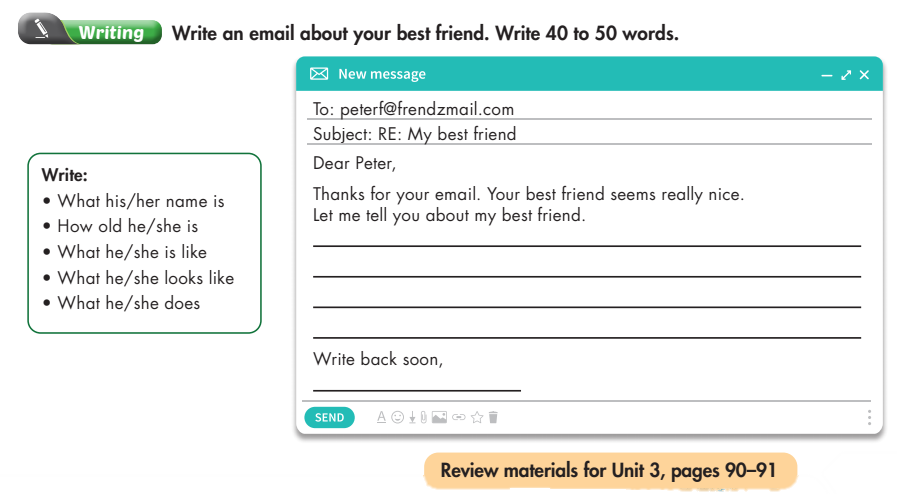 Writing Write an email about your best friend. Write 40 to 50 words.
New message
To: peterf@frendzmail.com
Subject: RE: My best friend
Dear Peter,
Thanks for your email. Your best friend seems really nice.
Let me tell you about my best friend.
Write back soon,
SEND
Write:
• What his/her name is
• How old he/she is
• What he/she is like
• What he/she looks like
• What he/she does
Review materials for Unit 3, pages 90–91